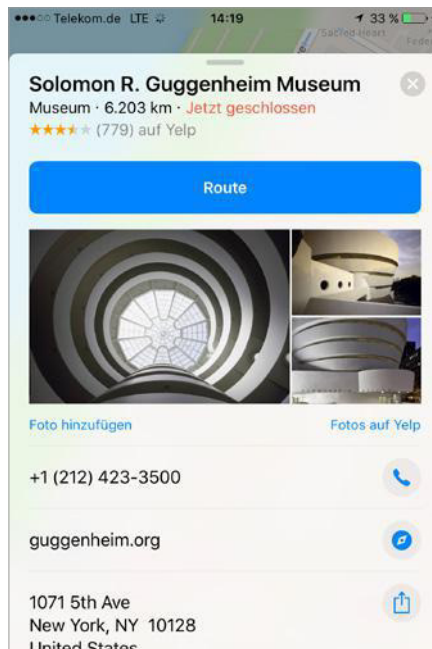 Telekom.de LTE 14:19 33 %
Sacred Heart
Solomon R. Guggenheim Museum
Museum · 6.203 km · Jetzt geschlossen
(779) auf Yelp
Route
Foto hinzufügen Fotos auf Yelp
+1 (212) 423-3500
guggenheim.org
1071 5th Ave
New York, NY 10128
United States